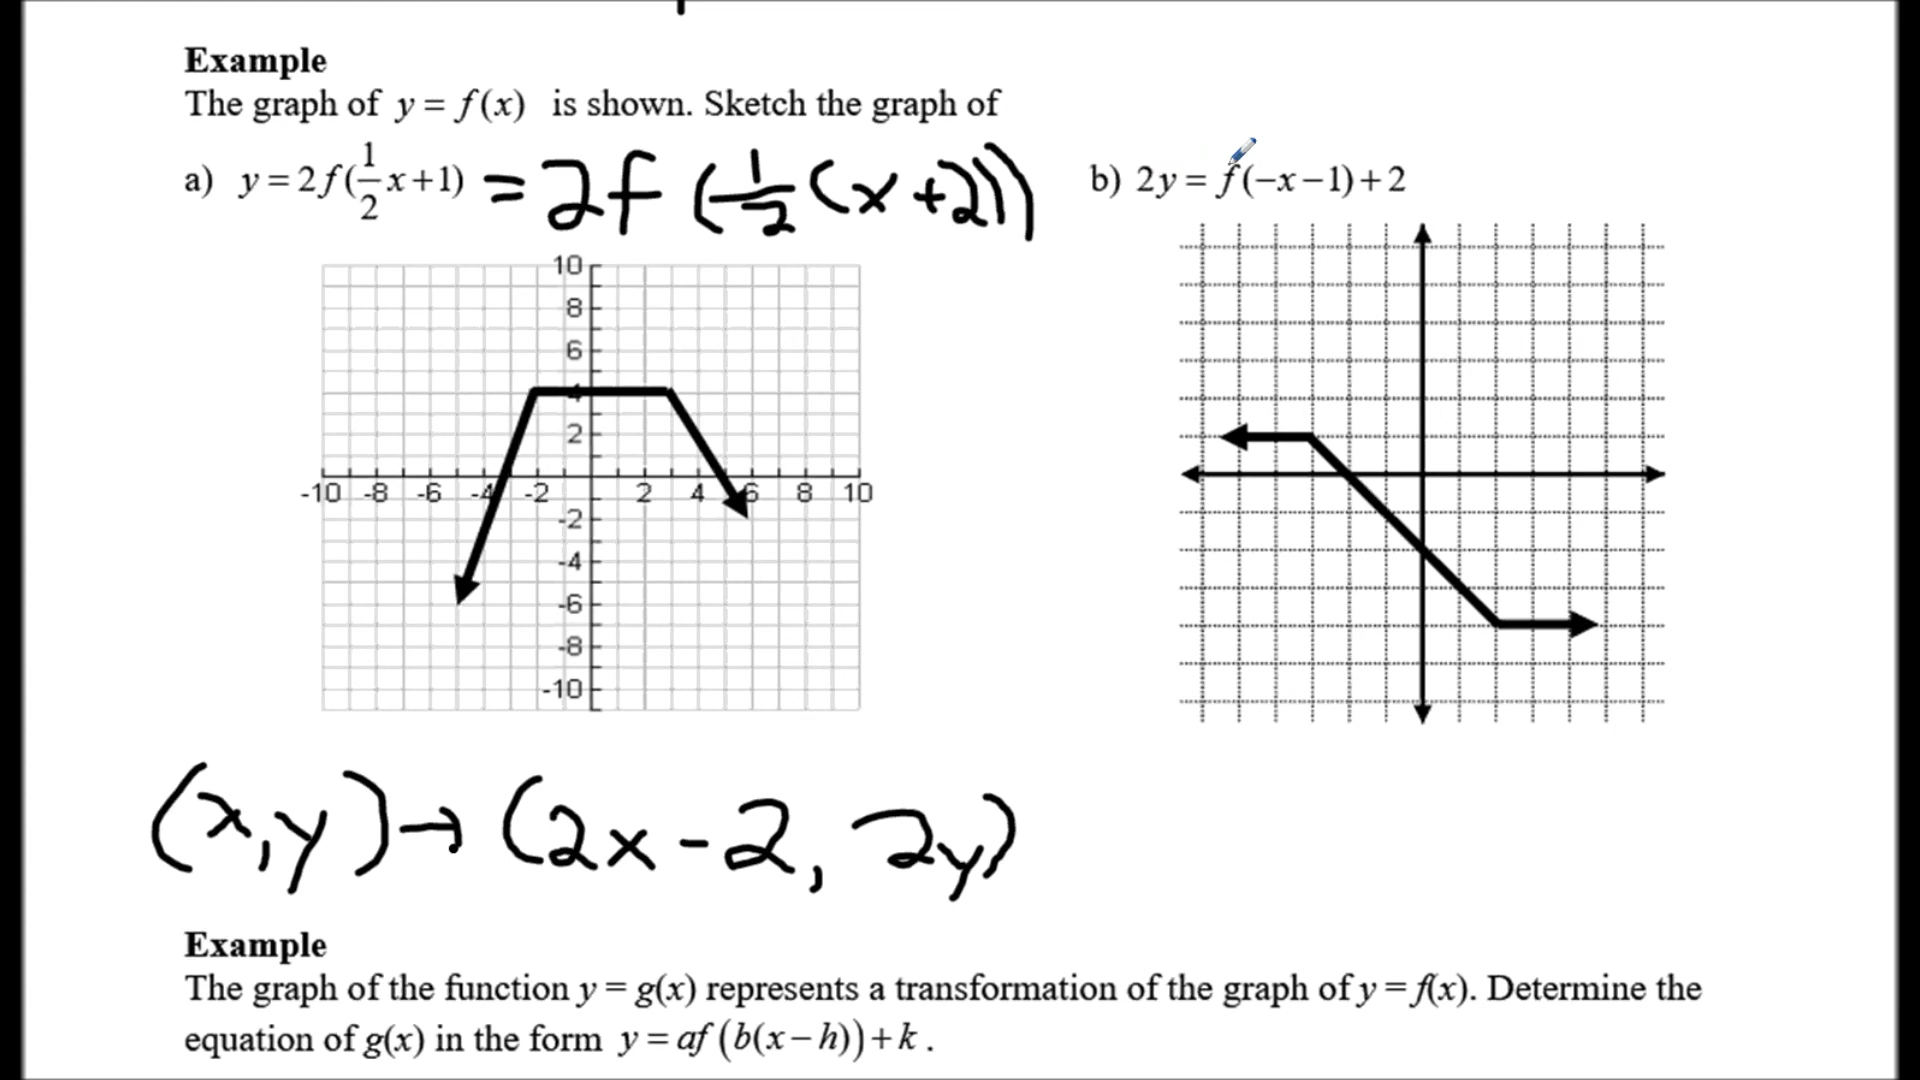 Example
The graph of y = f(x) is shown. Sketch the graph of
a) y = 2f(1/2x+1) = 2f(1/2(x+2))
b) 2y = f(−x−1)+2
10
8
6
4
2
-10 -8 -6 -4 -2 2 4 6 8 10
-2
-4
-6
-8
-10
(x,y) → (2x-2, 2y)
Example
The graph of the function y = g(x) represents a transformation of the graph of y = f(x). Determine the
equation of g(x) in the form y = af(b(x−h))+k .